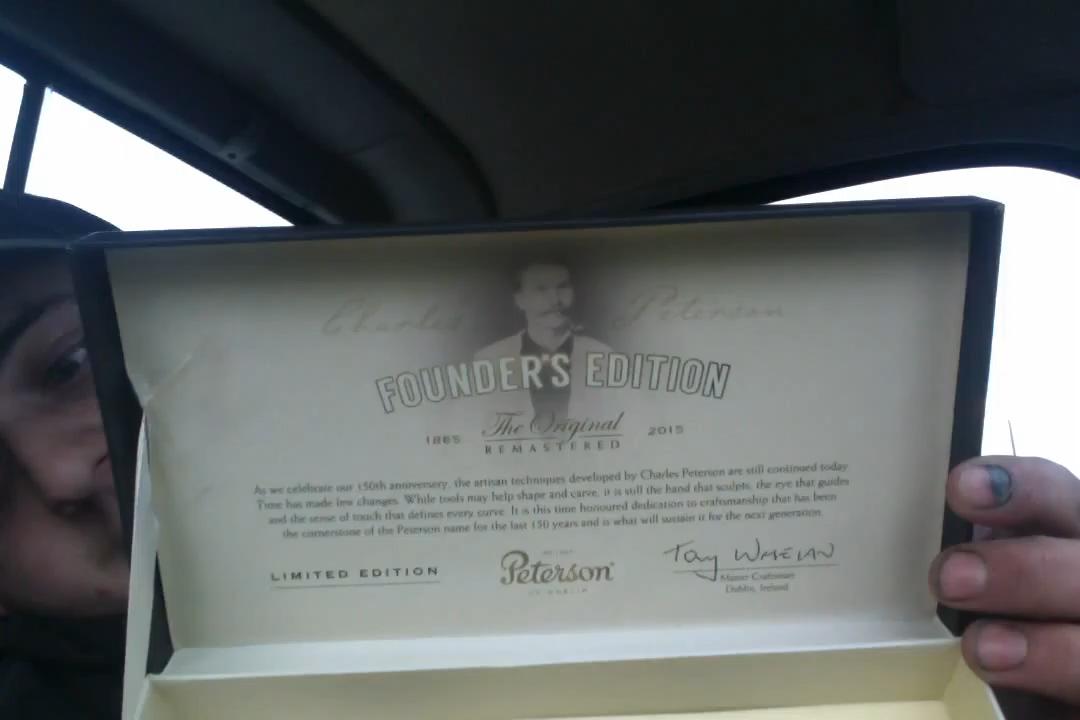 Charles Peterson
FOUNDER'S EDITION
1865 The Original 2015
REMASTERED
As we celebrate our 150th anniversary, the artisan techniques developed by Charles Peterson are still continued today
Time has made few changes. While tools may help shape and carve, it is still the hand that sculpts, the eye that guides
and the sense of touch that defines every curve. It is this time honoured dedication to craftsmanship that has been
the cornerstone of the Peterson name for the last 150 years and is what will sustain it for the next generation.
LIMITED EDITION
Peterson
OF DUBLIN
Tony Whelan
Master Craftsman
Dublin, Ireland